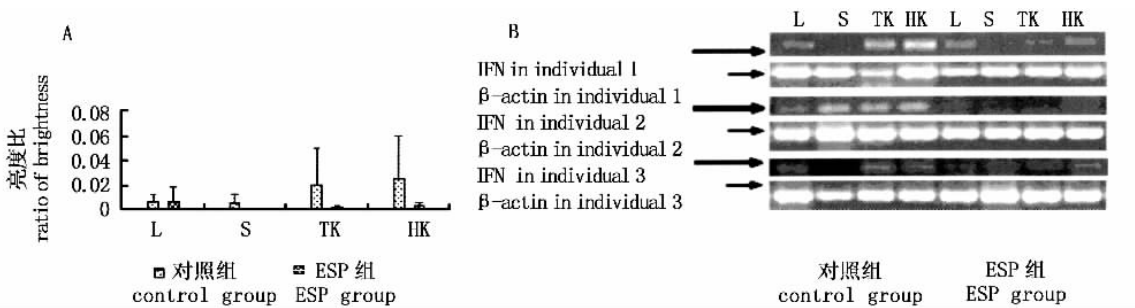 A
亮度比
ratio of brightness
0.08
0.06
0.04
0.02
0
L S TK HK
对照组 ESP 组
control group ESP group
B
L S TK HK L S TK HK
IFN in individual 1
β-actin in individual 1
IFN in individual 2
β-actin in individual 2
IFN in individual 3
β-actin in individual 3
对照组 ESP 组
control group ESP group